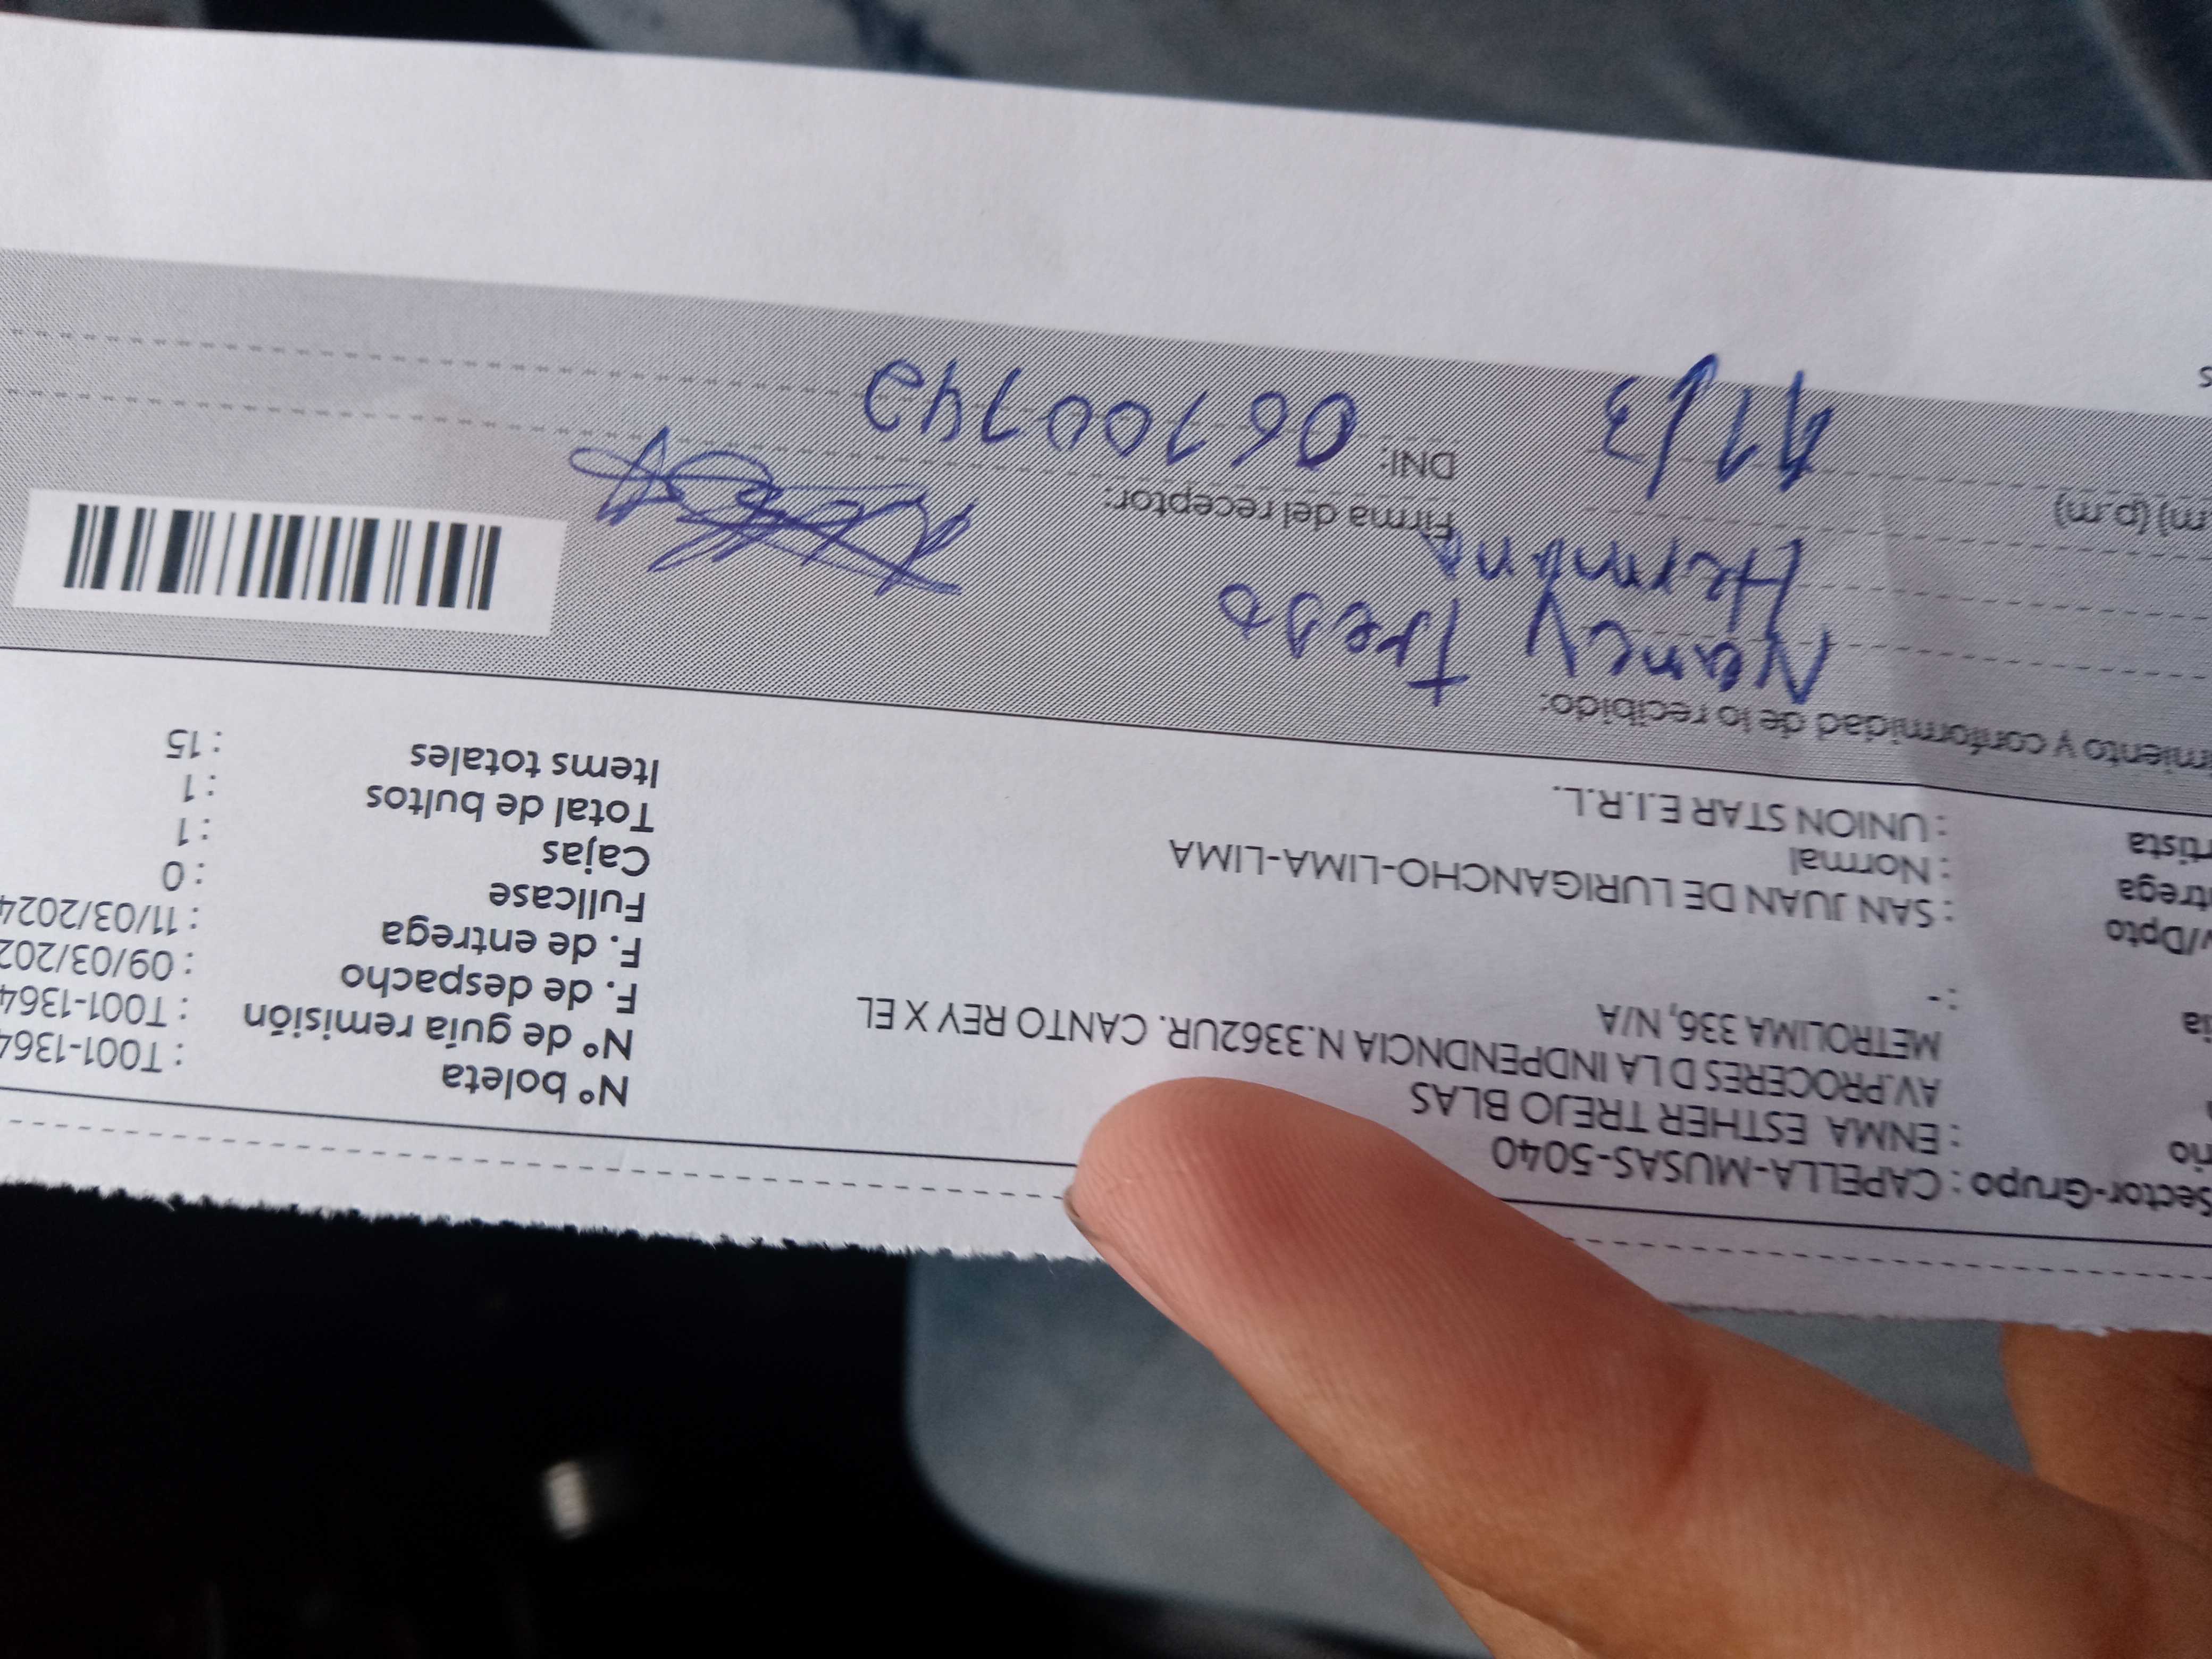 Sector-Grupo : CAPELLA-MUSAS-5040
: ENMA ESTHER TREJO BLAS
AV.PROCERES D LA INDPENDNCIA N.3362UR. CANTO REY X EL
METROLIMA 336, N/A
: -
/Dpto : SAN JUAN DE LURIGANCHO-LIMA-LIMA
trega : Normal
rtista : UNION STAR E.I.R.L.
N° boleta : T001-1364
N° de guía remisión : T001-1364
F. de despacho : 09/03/202
F. de entrega : 11/03/2024
Fullcase : 0
Cajas : 1
Total de bultos : 1
Items totales : 15
miento y conformidad de lo recibido:
Nancy Trejo
Hermana
.m) (p.m)
11/3
Firma del receptor:
DNI: